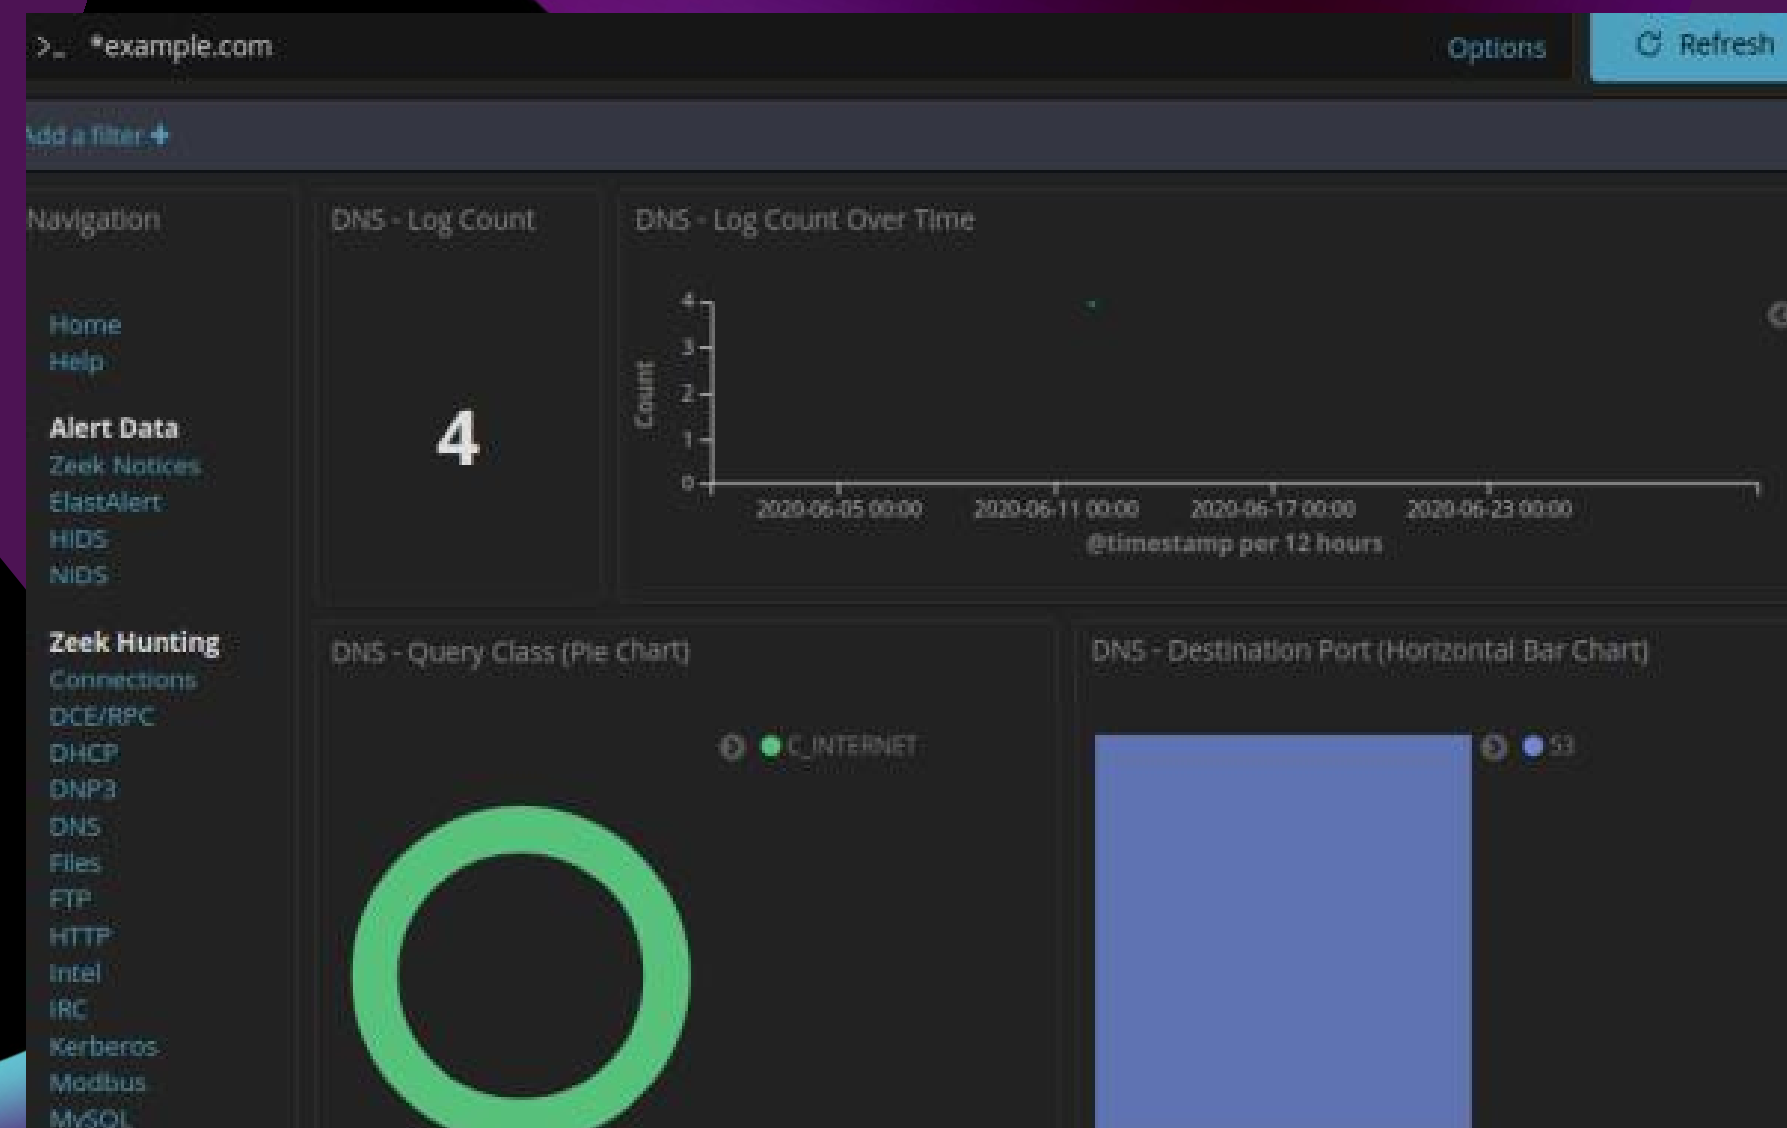 >_ *example.com
Options
Refresh
Add a filter +
Navigation
Home
Help
Alert Data
Zeek Notices
ElastAlert
HIDS
NIDS
Zeek Hunting
Connections
DCE/RPC
DHCP
DNP3
DNS
Files
FTP
HTTP
Intel
IRC
Kerberos
Modbus
MySQL
DNS - Log Count
4
DNS - Log Count Over Time
4
3
2
1
0
Count
2020-06-05 00:00 2020-06-11 00:00 2020-06-17 00:00 2020-06-23 00:00
@timestamp per 12 hours
DNS - Query Class (Pie Chart)
C_INTERNET
DNS - Destination Port (Horizontal Bar Chart)
53